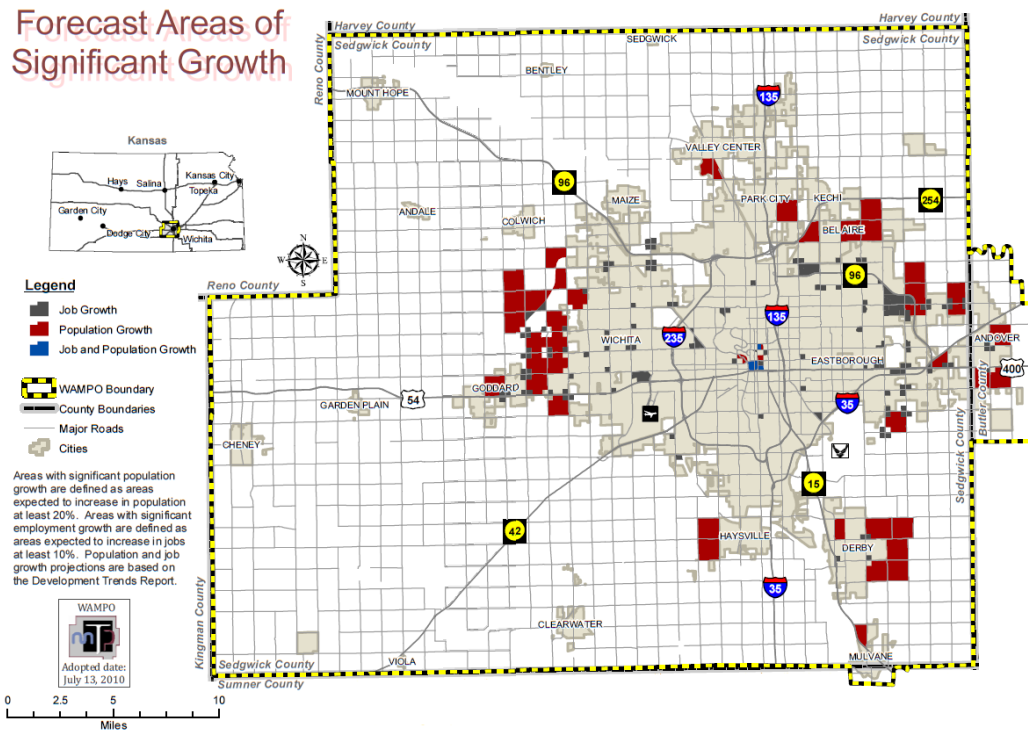 Forecast Areas of
Significant Growth
Harvey County
Harvey County
Sedgwick County
Sedgwick County
Reno County
SEDGWICK
BENTLEY
MOUNT HOPE
135
VALLEY CENTER
Kansas
Hays
Salina
Kansas City
Topeka
Garden City
Dodge City
Wichita
96
MAIZE
PARK CITY
KECHI
254
ANDALE
COLWICH
BEL AIRE
N
W
E
S
96
Reno County
Legend
Job Growth
Population Growth
Job and Population Growth
WAMPO Boundary
County Boundaries
Major Roads
Cities
135
235
WICHITA
ANDOVER
EASTBOROUGH
400
GODDARD
54
GARDEN PLAIN
35
Butler County
Sedgwick County
CHENEY
Areas with significant population
growth are defined as areas
expected to increase in population
at least 20%. Areas with significant
employment growth are defined as
areas expected to increase in jobs
at least 10%. Population and job
growth projections are based on
the Development Trends Report.
15
42
HAYSVILLE
DERBY
35
Kingman County
WAMPO
mTp
Adopted date:
July 13, 2010
CLEARWATER
VIOLA
MULVANE
Sedgwick County
Sumner County
0 2.5 5 10
Miles